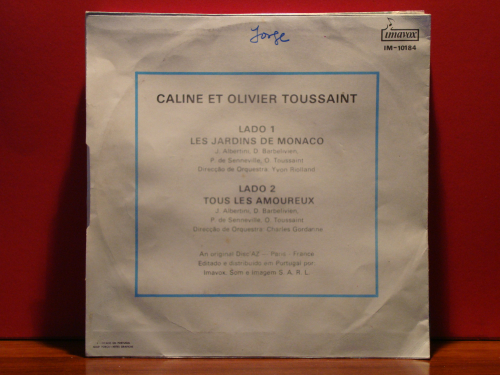 Jorge
imavox
IM-10184
CALINE ET OLIVIER TOUSSAINT
LADO 1
LES JARDINS DE MONACO
J. Albertini, D. Barbelivien,
P. de Senneville, O. Toussaint
Direcção de Orquestra: Yvon Rioland
LADO 2
TOUS LES AMOUREUX
J. Albertini, D. Barbelivien,
P. de Senneville, O. Toussaint
Direcção de Orquestra: Charles Gordanne
An original Disc'AZ — Paris - France
Editado e distribuido em Portugal por:
Imavox, Som e Imagem S. A. R. L.